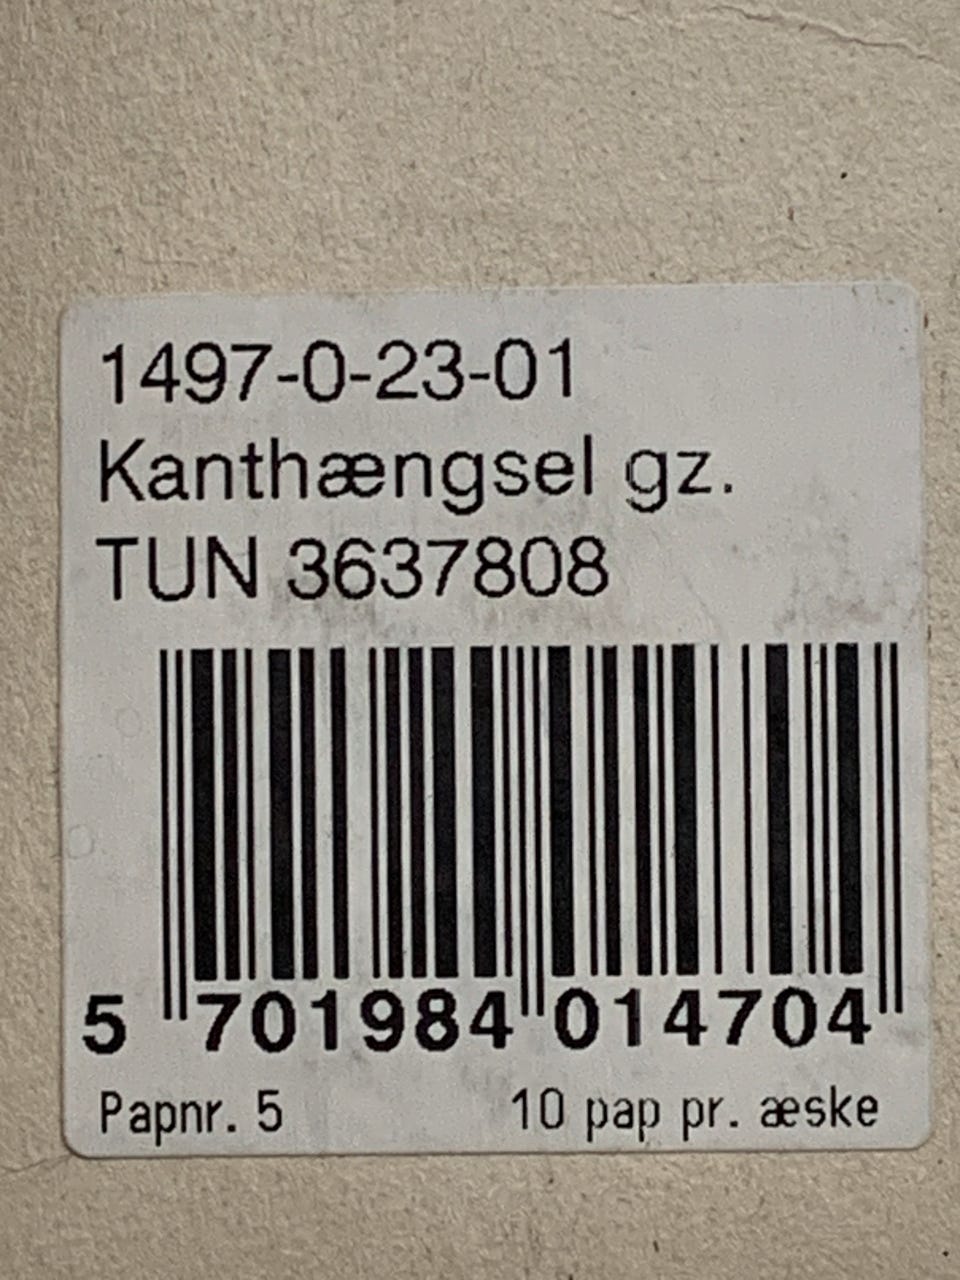 1497-0-23-01
Kanthængsel gz.
TUN 3637808
5 701984 014704
Papnr. 5 10 pap pr. æske